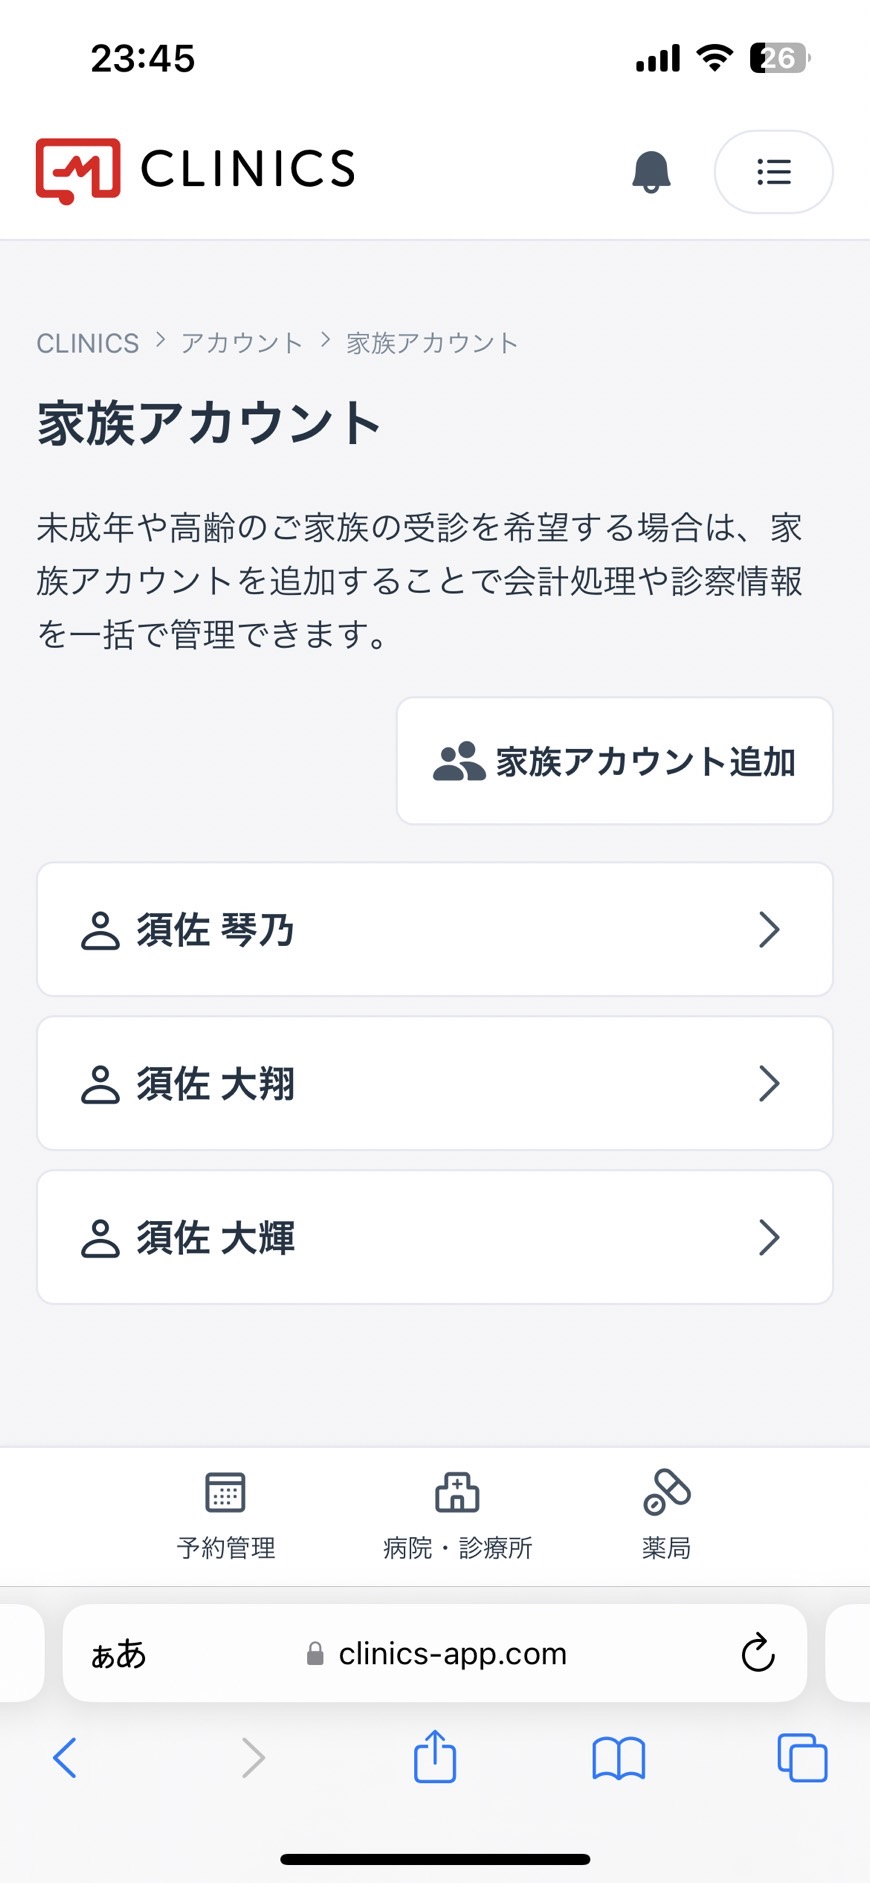 23:45
26
CLINICS
CLINICS > アカウント > 家族アカウント
家族アカウント
未成年や高齢のご家族の受診を希望する場合は、家
族アカウントを追加することで会計処理や診察情報
を一括で管理できます。
家族アカウント追加
須佐 琴乃
須佐 大翔
須佐 大輝
予約管理
病院・診療所
薬局
ぁあ
clinics-app.com